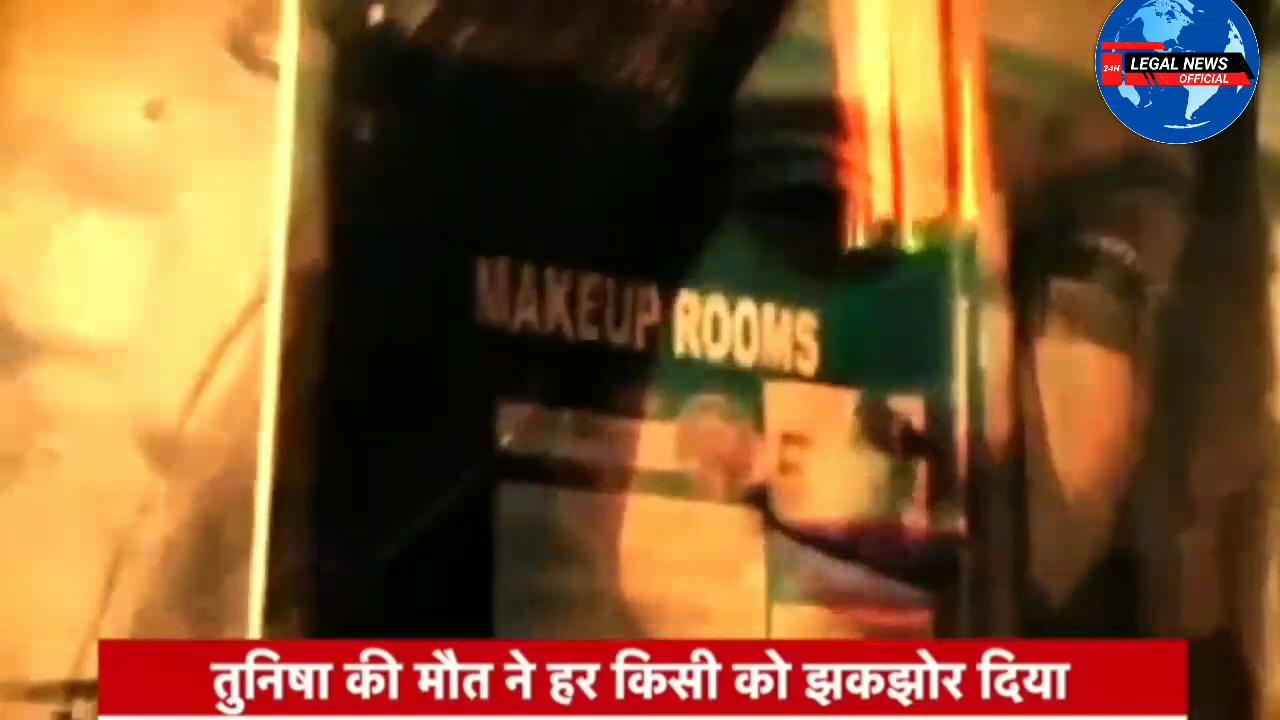 24H LEGAL NEWS
OFFICIAL
MAKEUP ROOMS
तुनिषा की मौत ने हर किसी को झकझोर दिया